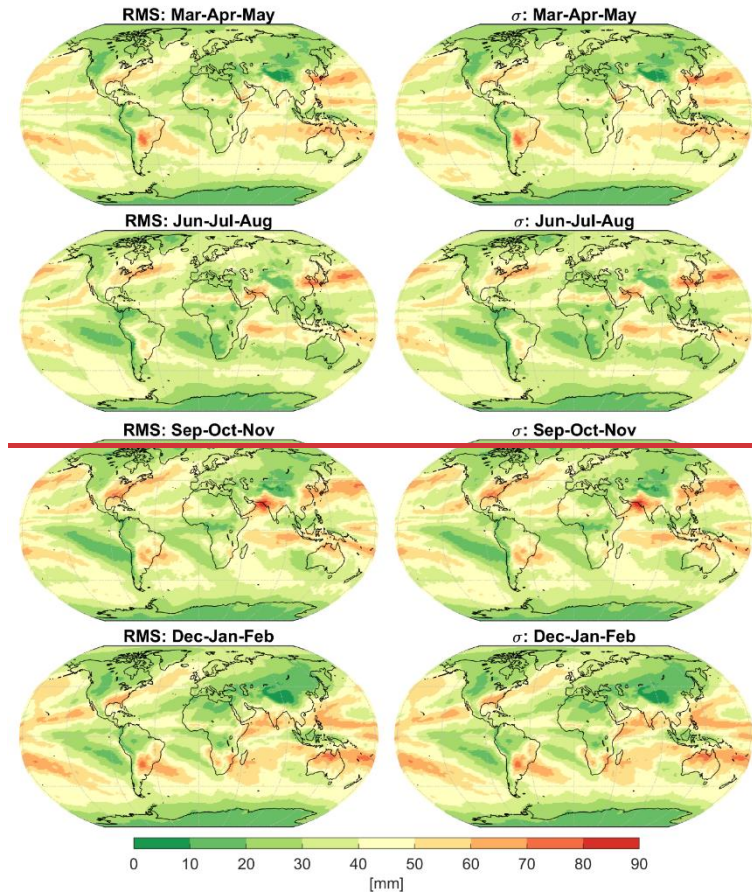 RMS: Mar-Apr-May
σ: Mar-Apr-May
RMS: Jun-Jul-Aug
σ: Jun-Jul-Aug
RMS: Sep-Oct-Nov
σ: Sep-Oct-Nov
RMS: Dec-Jan-Feb
σ: Dec-Jan-Feb
0 10 20 30 40 50 60 70 80 90
[mm]